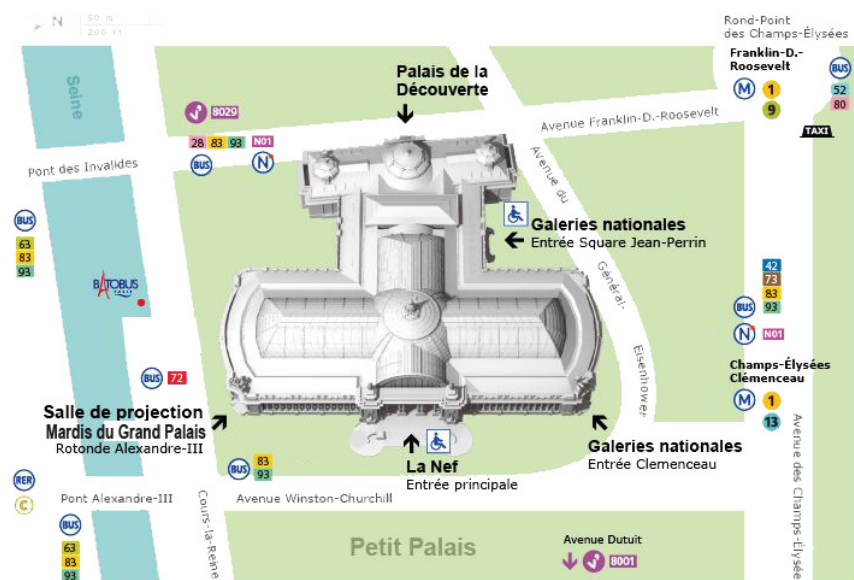 N
50 m
200 ft
Rond-Point
des Champs-Élysées
Franklin-D.-
Roosevelt
M 1
9
BUS
52
80
TAXI
Seine
Palais de la
Découverte
8029
28 83 93 N01
BUS N
Avenue Franklin-D.-Roosevelt
Pont des Invalides
Avenue du
Général-
Eisenhower
Galeries nationales
Entrée Square Jean-Perrin
BUS
63
83
93
BATOBUS
PARIS
42
73
83
BUS 93
N N01
BUS 72
Champs-Élysées
Clémenceau
M 1
13
Salle de projection
Mardis du Grand Palais
Rotonde Alexandre-III
Galeries nationales
Entrée Clemenceau
La Nef
Entrée principale
BUS 83
93
RER
C
Pont Alexandre-III
Cours-la-Reine
Avenue Winston-Churchill
Avenue des Champs-Élysée
BUS
63
83
93
Petit Palais
Avenue Dutuit
8001